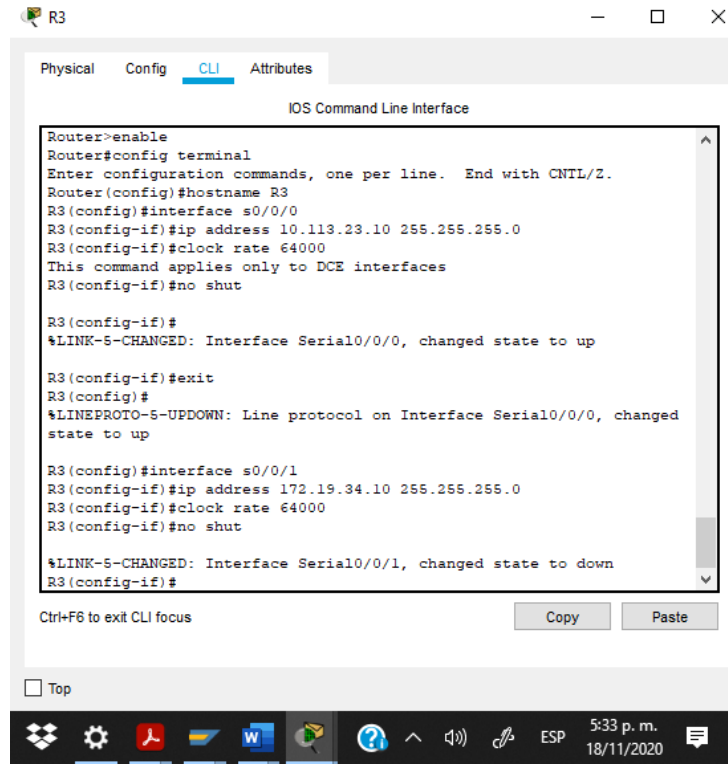 R3
Physical Config CLI Attributes
IOS Command Line Interface
Router>enable
Router#config terminal
Enter configuration commands, one per line.  End with CNTL/Z.
Router(config)#hostname R3
R3(config)#interface s0/0/0
R3(config-if)#ip address 10.113.23.10 255.255.255.0
R3(config-if)#clock rate 64000
This command applies only to DCE interfaces
R3(config-if)#no shut
R3(config-if)#
%LINK-5-CHANGED: Interface Serial0/0/0, changed state to up
R3(config-if)#exit
R3(config)#
%LINEPROTO-5-UPDOWN: Line protocol on Interface Serial0/0/0, changed
state to up
R3(config)#interface s0/0/1
R3(config-if)#ip address 172.19.34.10 255.255.255.0
R3(config-if)#clock rate 64000
R3(config-if)#no shut
%LINK-5-CHANGED: Interface Serial0/0/1, changed state to down
R3(config-if)#
Ctrl+F6 to exit CLI focus Copy Paste
Top
W ESP 5:33 p. m.
18/11/2020